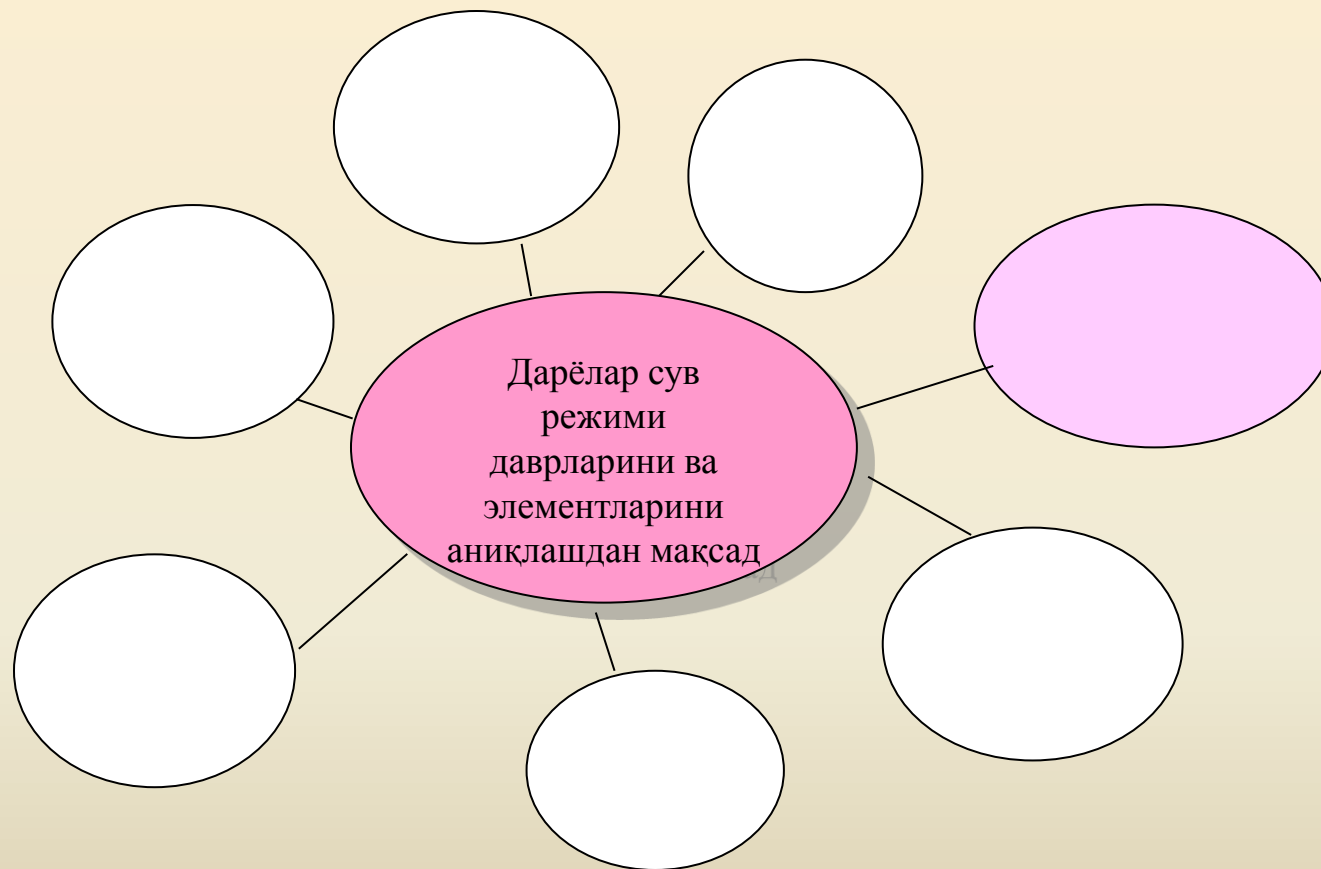 Дарёлар сув
режими
даврларини ва
элементларини
аниқлашдан мақсад